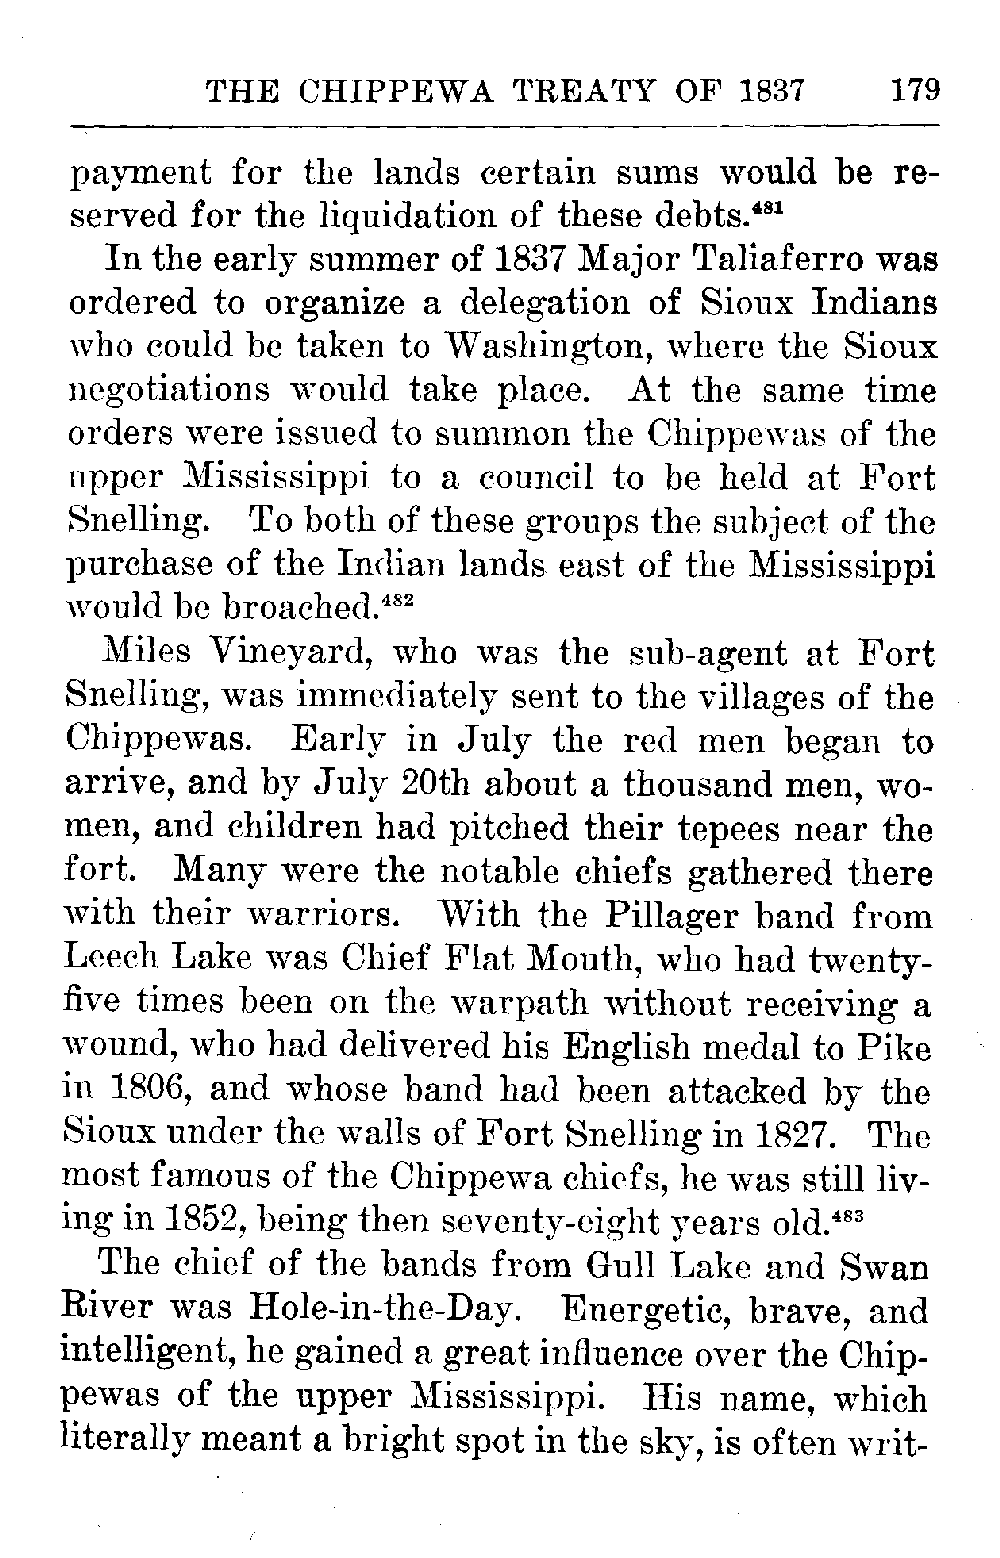 THE CHIPPEWA TREATY OF 1837 179
payment for the lands certain sums would be re-
served for the liquidation of these debts.⁴⁸¹
In the early summer of 1837 Major Taliaferro was
ordered to organize a delegation of Sioux Indians
who could be taken to Washington, where the Sioux
negotiations would take place. At the same time
orders were issued to summon the Chippewas of the
upper Mississippi to a council to be held at Fort
Snelling. To both of these groups the subject of the
purchase of the Indian lands east of the Mississippi
would be broached.⁴⁸²
Miles Vineyard, who was the sub-agent at Fort
Snelling, was immediately sent to the villages of the
Chippewas. Early in July the red men began to
arrive, and by July 20th about a thousand men, wo-
men, and children had pitched their tepees near the
fort. Many were the notable chiefs gathered there
with their warriors. With the Pillager band from
Leech Lake was Chief Flat Mouth, who had twenty-
five times been on the warpath without receiving a
wound, who had delivered his English medal to Pike
in 1806, and whose band had been attacked by the
Sioux under the walls of Fort Snelling in 1827. The
most famous of the Chippewa chiefs, he was still liv-
ing in 1852, being then seventy-eight years old.⁴⁸³
The chief of the bands from Gull Lake and Swan
River was Hole-in-the-Day. Energetic, brave, and
intelligent, he gained a great influence over the Chip-
pewas of the upper Mississippi. His name, which
literally meant a bright spot in the sky, is often writ-